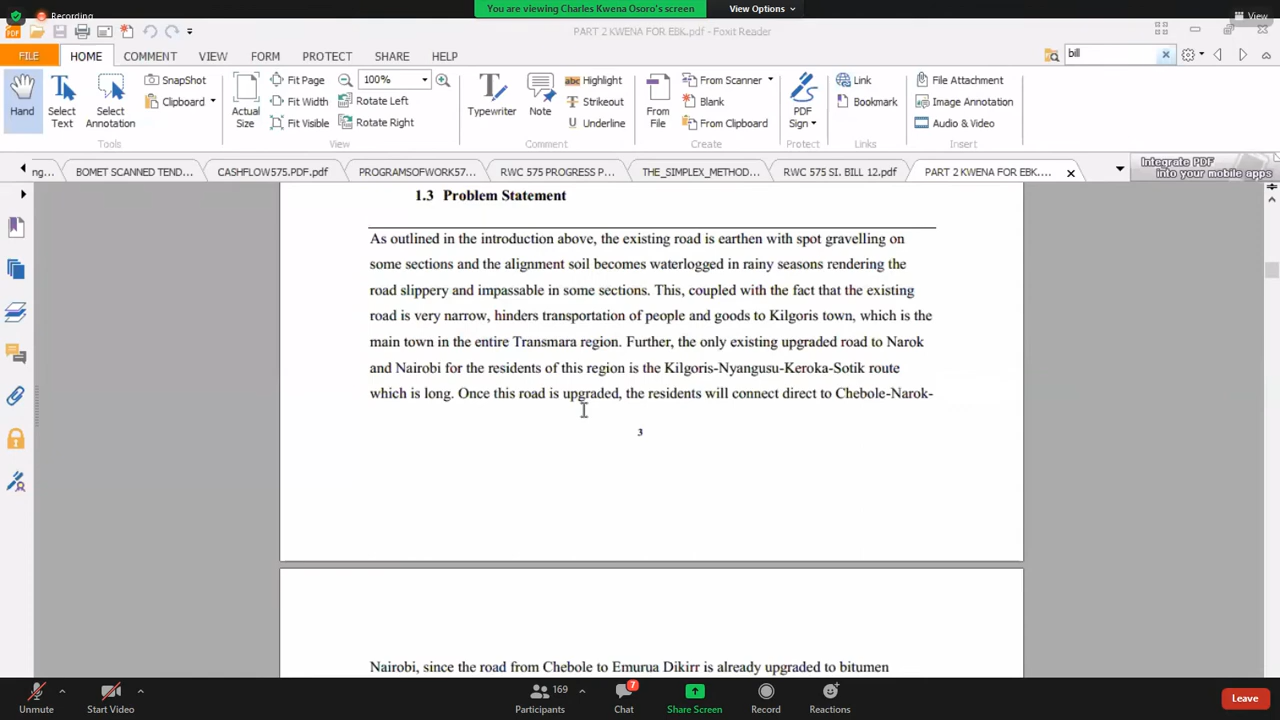 Recording
You are viewing Charles Kwena Osoro's screen
View Options
View
PART 2 KWENA FOR EBK.pdf - Foxit Reader
FILE
HOME
COMMENT
VIEW
FORM
PROTECT
SHARE
HELP
bill
Hand
Select Text
Select Annotation
SnapShot
Clipboard
Tools
Actual Size
Fit Page
Fit Width
Fit Visible
100%
Rotate Left
Rotate Right
View
Typewriter
Note
Highlight
Strikeout
Underline
Comment
From File
From Scanner
Blank
From Clipboard
Create
PDF Sign
Protect
Link
Bookmark
Links
File Attachment
Image Annotation
Audio & Video
Insert
ng...
BOMET SCANNED TEND...
CASHFLOW575.PDF.pdf
PROGRAMSOFWORK57...
RWC 575 PROGRESS P...
THE_SIMPLEX_METHOD...
RWC 575 SI. BILL 12.pdf
PART 2 KWENA FOR EBK....
Integrate PDF
into your mobile apps
1.3 Problem Statement
As outlined in the introduction above, the existing road is earthen with spot gravelling on
some sections and the alignment soil becomes waterlogged in rainy seasons rendering the
road slippery and impassable in some sections. This, coupled with the fact that the existing
road is very narrow, hinders transportation of people and goods to Kilgoris town, which is the
main town in the entire Transmara region. Further, the only existing upgraded road to Narok
and Nairobi for the residents of this region is the Kilgoris-Nyangusu-Keroka-Sotik route
which is long. Once this road is upgraded, the residents will connect direct to Chebole-Narok-
3
Nairobi, since the road from Chebole to Emurua Dikirr is already upgraded to bitumen
Unmute
Start Video
169
Participants
7
Chat
Share Screen
Record
Reactions
Leave